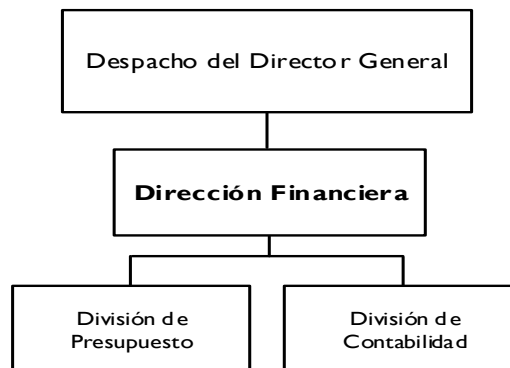 Despacho del Director General
Dirección Financiera
División de
Presupuesto
División de
Contabilidad